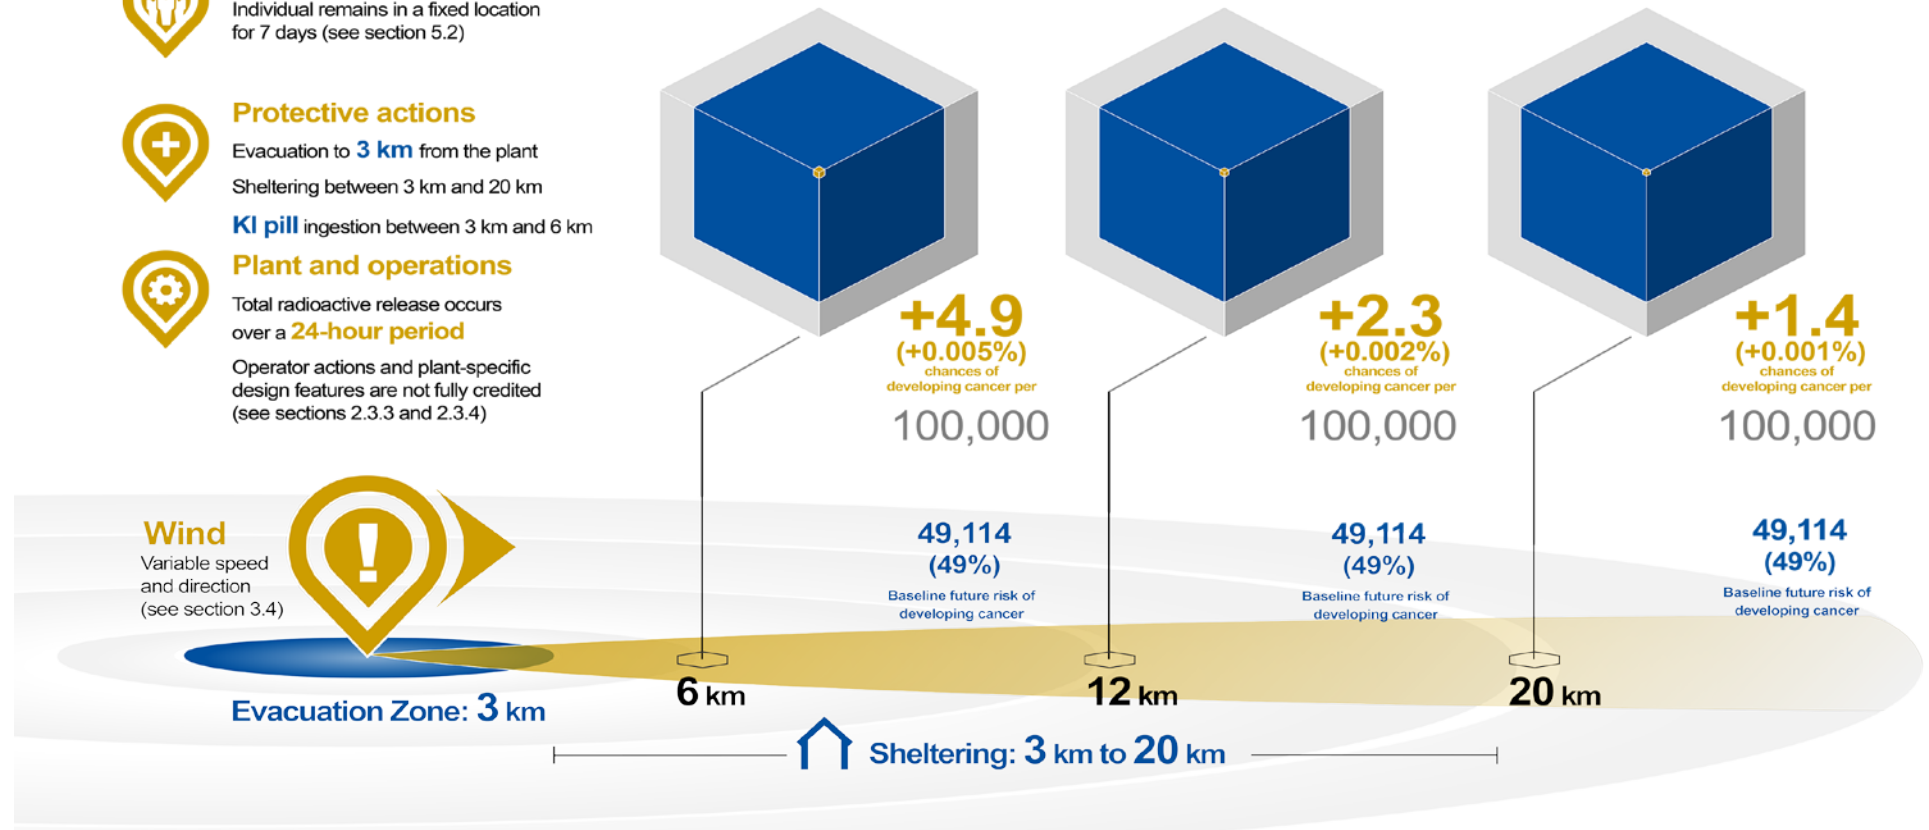 Individual remains in a fixed location
for 7 days (see section 5.2)
Protective actions
Evacuation to 3 km from the plant
Sheltering between 3 km and 20 km
KI pill ingestion between 3 km and 6 km
Plant and operations
Total radioactive release occurs
over a 24-hour period
Operator actions and plant-specific
design features are not fully credited
(see sections 2.3.3 and 2.3.4)
+4.9
(+0.005%)
chances of
developing cancer per
100,000
+2.3
(+0.002%)
chances of
developing cancer per
100,000
+1.4
(+0.001%)
chances of
developing cancer per
100,000
Wind
Variable speed
and direction
(see section 3.4)
!
49,114
(49%)
Baseline future risk of
developing cancer
49,114
(49%)
Baseline future risk of
developing cancer
49,114
(49%)
Baseline future risk of
developing cancer
Evacuation Zone: 3 km
6 km
12 km
20 km
Sheltering: 3 km to 20 km